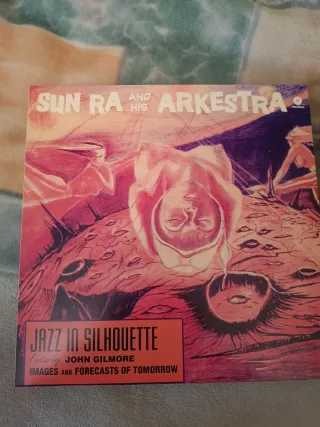 SUN RA AND HIS ARKESTRA
JAZZ IN SILHOUETTE
Featuring JOHN GILMORE
IMAGES AND FORECASTS OF TOMORROW